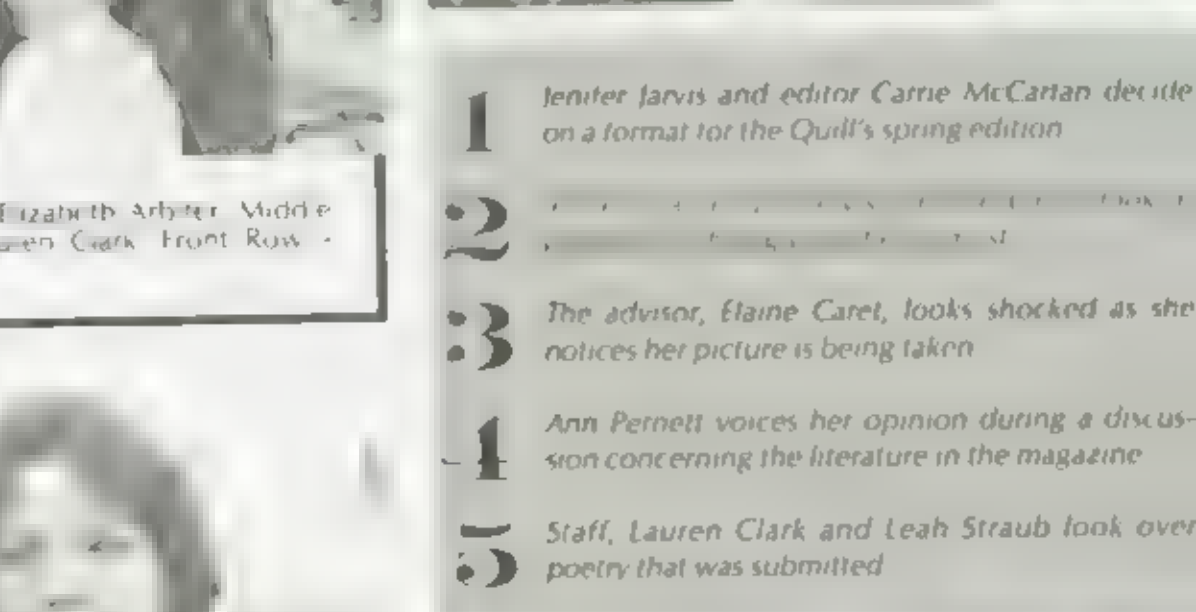 Elizabeth Arbiter Middle
Clark Front Row -
1 Jenifer Jarvis and editor Carrie McCartan decide
on a format for the Quill's spring edition
2
3 The advisor, Elaine Caret, looks shocked as she
notices her picture is being taken
4 Ann Pernett voices her opinion during a discus-
sion concerning the literature in the magazine
5 Staff, Lauren Clark and Leah Straub look over
poetry that was submitted